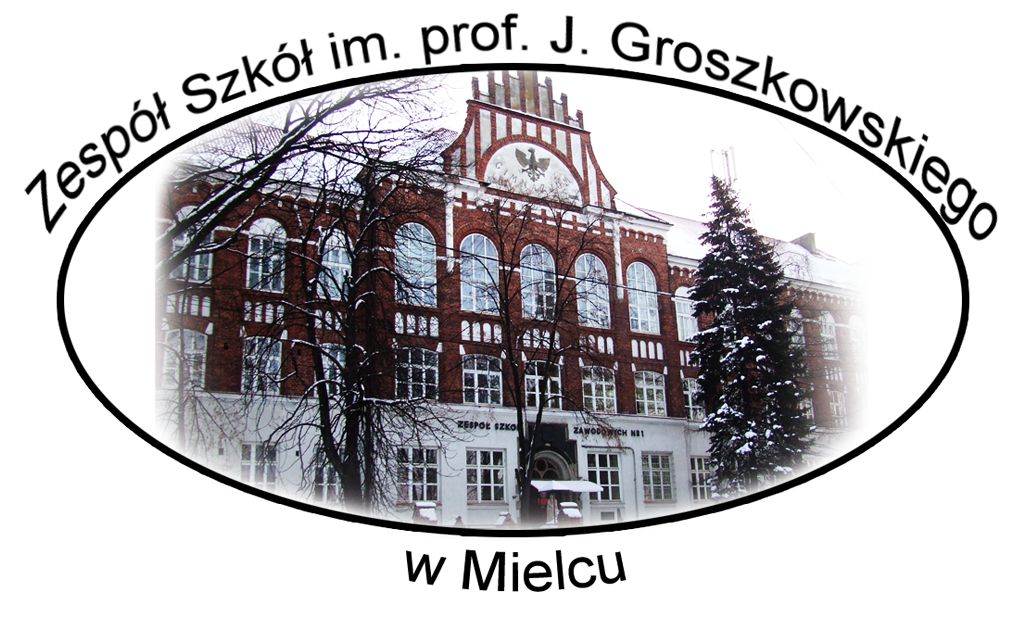 Zespół Szkół im. prof. J. Groszkowskiego
ZESPÓŁ SZKÓŁ ZAWODOWYCH NR 1
w Mielcu